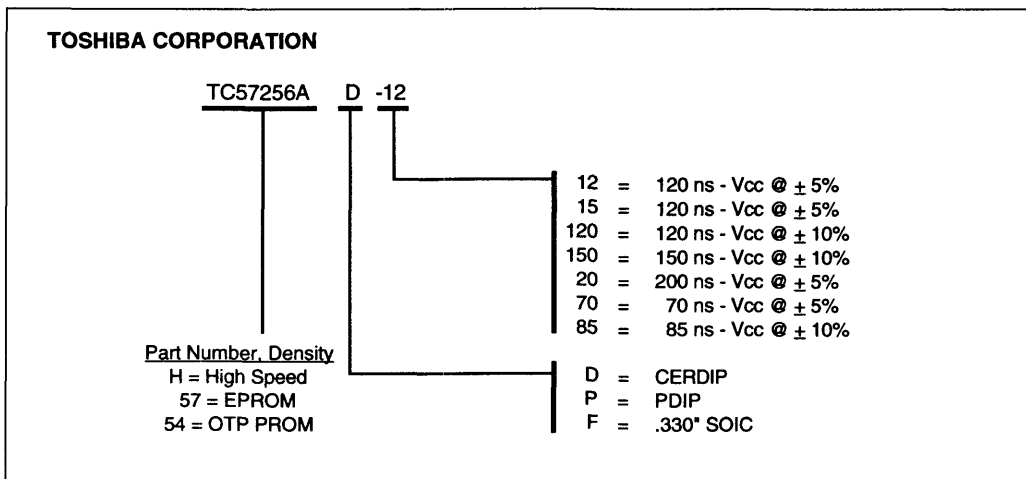 TOSHIBA CORPORATION
TC57256A D -12
12 = 120 ns - Vcc @ ± 5%
15 = 120 ns - Vcc @ ± 5%
120 = 120 ns - Vcc @ ± 10%
150 = 150 ns - Vcc @ ± 10%
20 = 200 ns - Vcc @ ± 5%
70 = 70 ns - Vcc @ ± 5%
85 = 85 ns - Vcc @ ± 10%
Part Number, Density
H = High Speed
57 = EPROM
54 = OTP PROM
D = CERDIP
P = PDIP
F = .330" SOIC